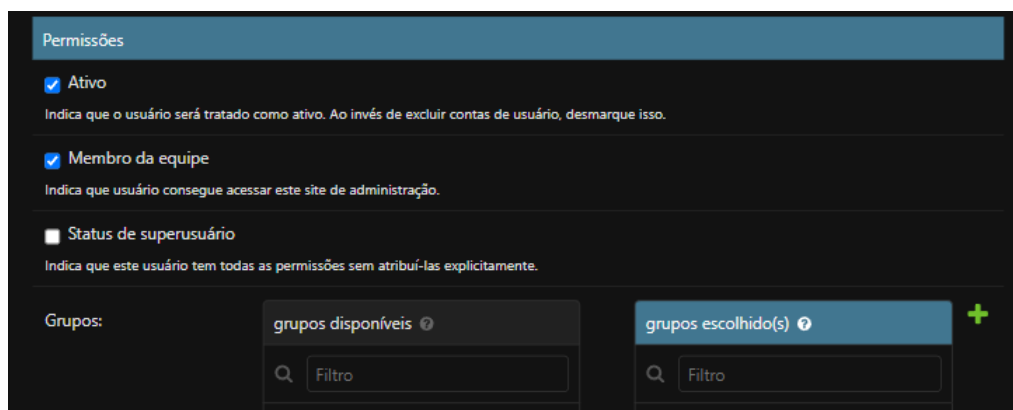 Permissões
Ativo
Indica que o usuário será tratado como ativo. Ao invés de excluir contas de usuário, desmarque isso.
Membro da equipe
Indica que usuário consegue acessar este site de administração.
Status de superusuário
Indica que este usuário tem todas as permissões sem atribuí-las explicitamente.
Grupos:
grupos disponíveis
grupos escolhido(s)
Filtro
Filtro